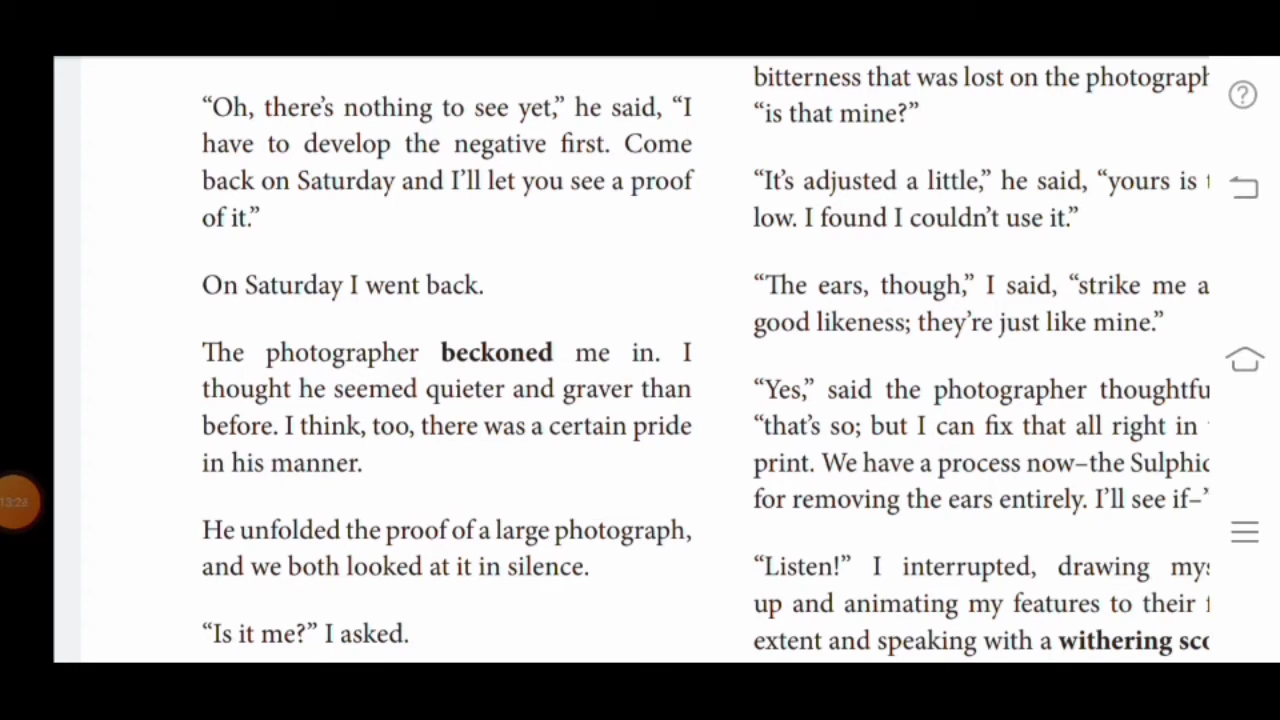 “Oh, there’s nothing to see yet,” he said, “I
have to develop the negative first. Come
back on Saturday and I’ll let you see a proof
of it.”
On Saturday I went back.
The photographer beckoned me in. I
thought he seemed quieter and graver than
before. I think, too, there was a certain pride
in his manner.
He unfolded the proof of a large photograph,
and we both looked at it in silence.
“Is it me?” I asked.
bitterness that was lost on the
“is that mine?”
“It’s adjusted a little,” he said, “yours is
low. I found I couldn’t use it.”
“The ears, though,” I said, “strike me
good likeness; they’re just like mine.”
“Yes,” said the photographer
“that’s so; but I can fix that all right in
print. We have a process now–the
for removing the ears entirely. I’ll see if–’
“Listen!” I interrupted, drawing
up and animating my features to their
extent and speaking with a withering